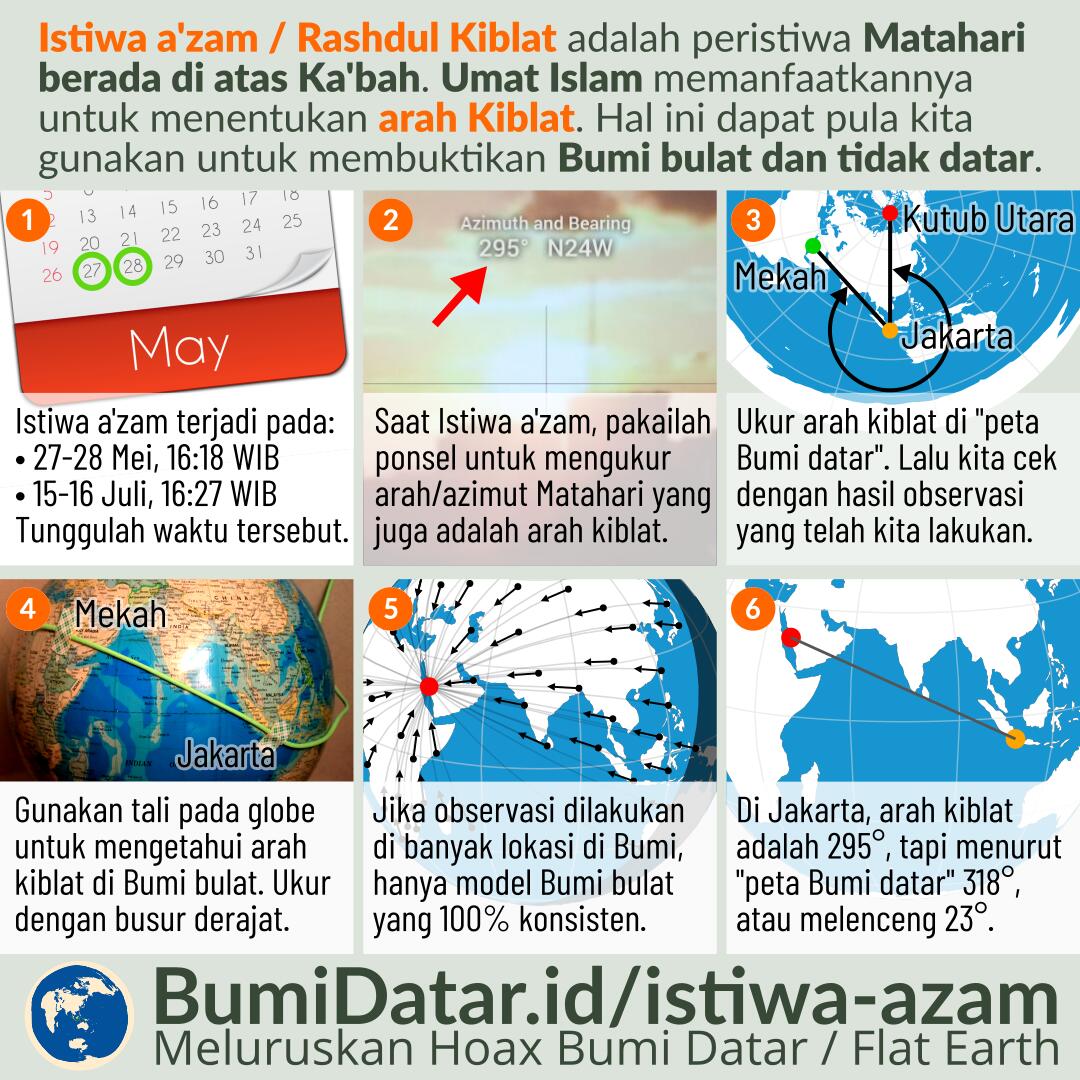 Istiwa a'zam / Rashdul Kiblat adalah peristiwa Matahari
berada di atas Ka'bah. Umat Islam memanfaatkannya
untuk menentukan arah Kiblat. Hal ini dapat pula kita
gunakan untuk membuktikan Bumi bulat dan tidak datar.
1
5 6 18
13 14 15 16 17 18
19 20 21 22 23 24 25
26 27 28 29 30 31
May
Istiwa a'zam terjadi pada:
• 27-28 Mei, 16:18 WIB
• 15-16 Juli, 16:27 WIB
Tunggulah waktu tersebut.
2
Azimuth and Bearing
295° N24W
Saat Istiwa a'zam, pakailah
ponsel untuk mengukur
arah/azimut Matahari yang
juga adalah arah kiblat.
3
Kutub Utara
Mekah
Jakarta
Ukur arah kiblat di "peta
Bumi datar". Lalu kita cek
dengan hasil observasi
yang telah kita lakukan.
4
Mekah
CHINA
INDIA
INDIAN
Jakarta
Gunakan tali pada globe
untuk mengetahui arah
kiblat di Bumi bulat. Ukur
dengan busur derajat.
5
Jika observasi dilakukan
di banyak lokasi di Bumi,
hanya model Bumi bulat
yang 100% konsisten.
6
Di Jakarta, arah kiblat
adalah 295°, tapi menurut
"peta Bumi datar" 318°,
atau melenceng 23°.
BumiDatar.id/istiwa-azam
Meluruskan Hoax Bumi Datar / Flat Earth